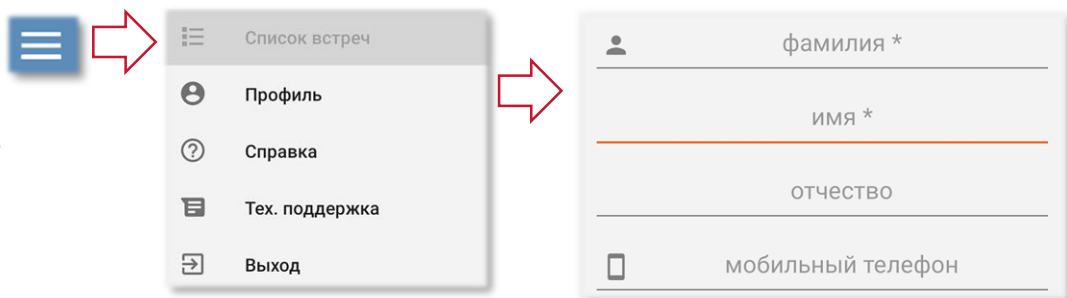 Список встреч
Профиль
Справка
Тех. поддержка
Выход
фамилия *
имя *
отчество
мобильный телефон